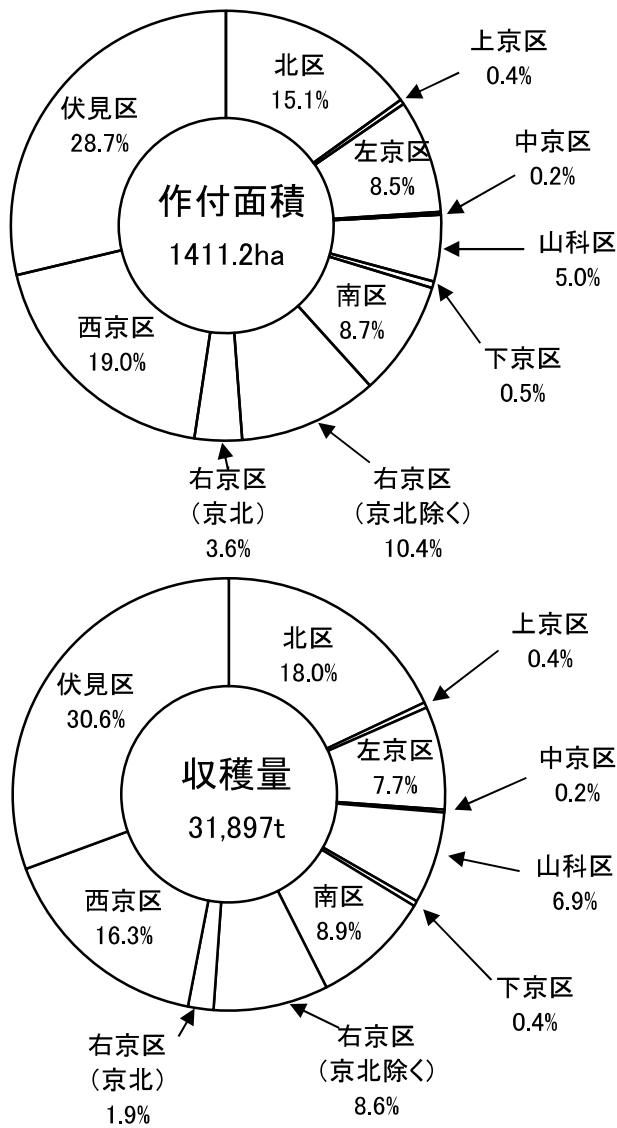 作付面積
1411.2ha
北区
15.1%
上京区
0.4%
左京区
8.5%
中京区
0.2%
山科区
5.0%
下京区
0.5%
南区
8.7%
右京区
（京北除く）
10.4%
右京区
（京北）
3.6%
西京区
19.0%
伏見区
28.7%
収穫量
31,897t
北区
18.0%
上京区
0.4%
左京区
7.7%
中京区
0.2%
山科区
6.9%
下京区
0.4%
南区
8.9%
右京区
（京北除く）
8.6%
右京区
（京北）
1.9%
西京区
16.3%
伏見区
30.6%